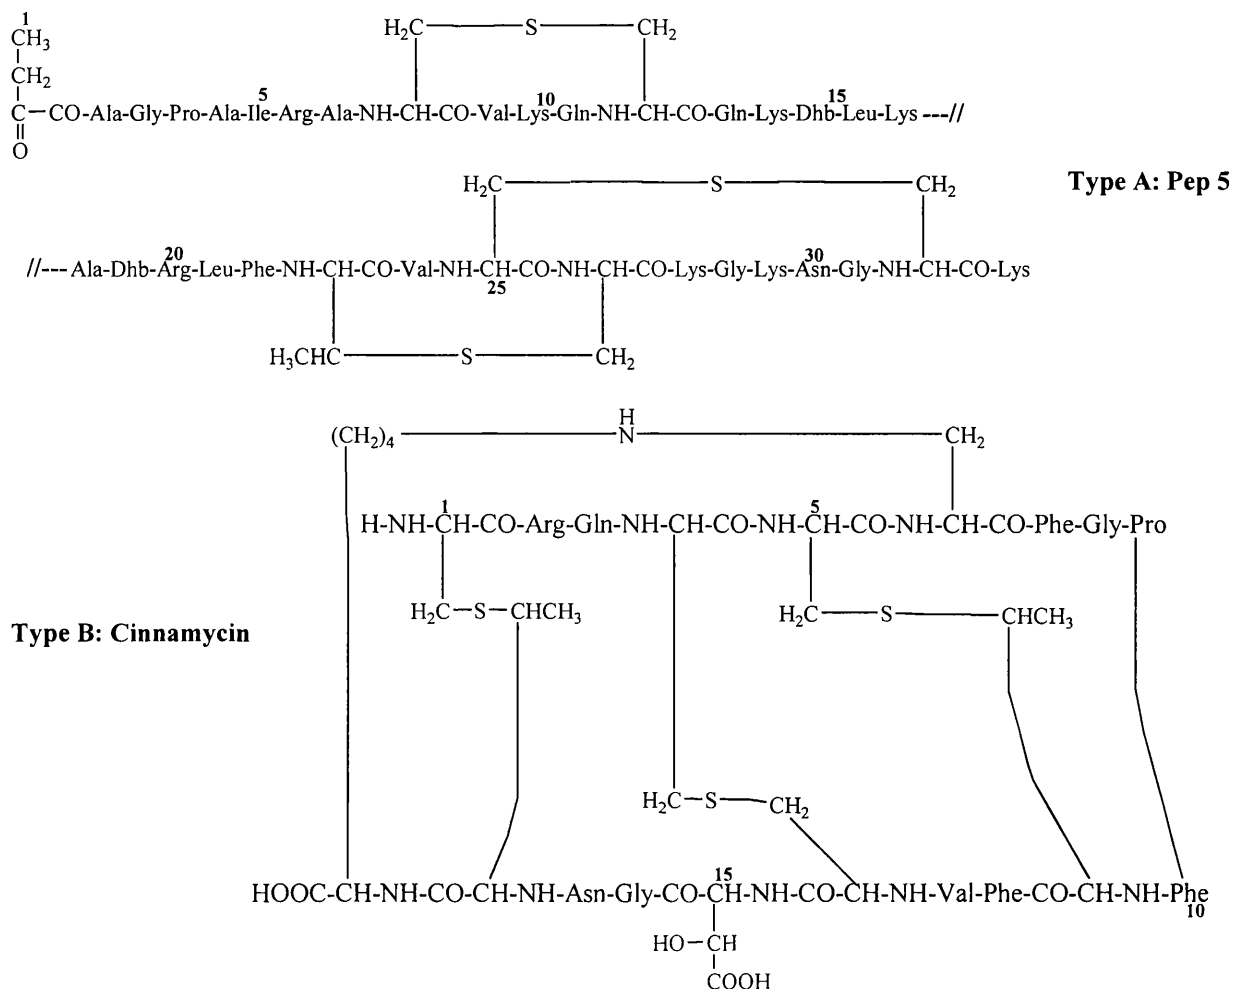 1
CH₃
CH₂
C-CO-Ala-Gly-Pro-Ala-Ile-Arg-Ala-NH-CH-CO-Val-Lys-Gln-NH-CH-CO-Gln-Lys-Dhb-Leu-Lys ---//
O
5
10
15
H₂C S CH₂
H₂C S CH₂
Type A: Pep 5
20
30
//--- Ala-Dhb-Arg-Leu-Phe-NH-CH-CO-Val-NH-CH-CO-NH-CH-CO-Lys-Gly-Lys-Asn-Gly-NH-CH-CO-Lys
25
H₃CHC S CH₂
(CH₂)₄ H N CH₂
1
5
H-NH-CH-CO-Arg-Gln-NH-CH-CO-NH-CH-CO-NH-CH-CO-Phe-Gly-Pro
H₂C-S-CHCH₃ H₂C S CHCH₃
Type B: Cinnamycin
H₂C-S CH₂
15
HOOC-CH-NH-CO-CH-NH-Asn-Gly-CO-CH-NH-CO-CH-NH-Val-Phe-CO-CH-NH-Phe
10
HO-CH
COOH